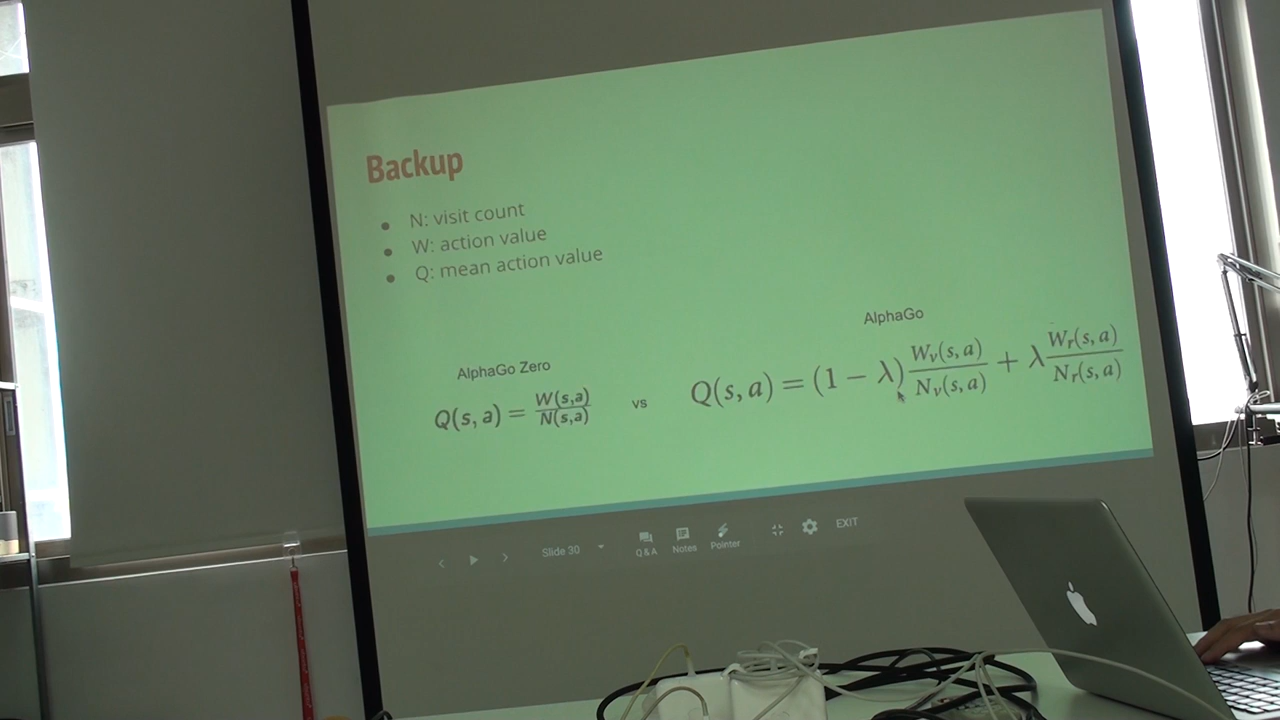 Backup
● N: visit count
● W: action value
● Q: mean action value
AlphaGo Zero
Q(s,a) = W(s,a)/N(s,a)
vs
AlphaGo
Q(s,a) = (1 − λ) Wv(s,a)/Nv(s,a) + λ Wr(s,a)/Nr(s,a)
Slide 30
Q & A
Notes
Pointer
EXIT